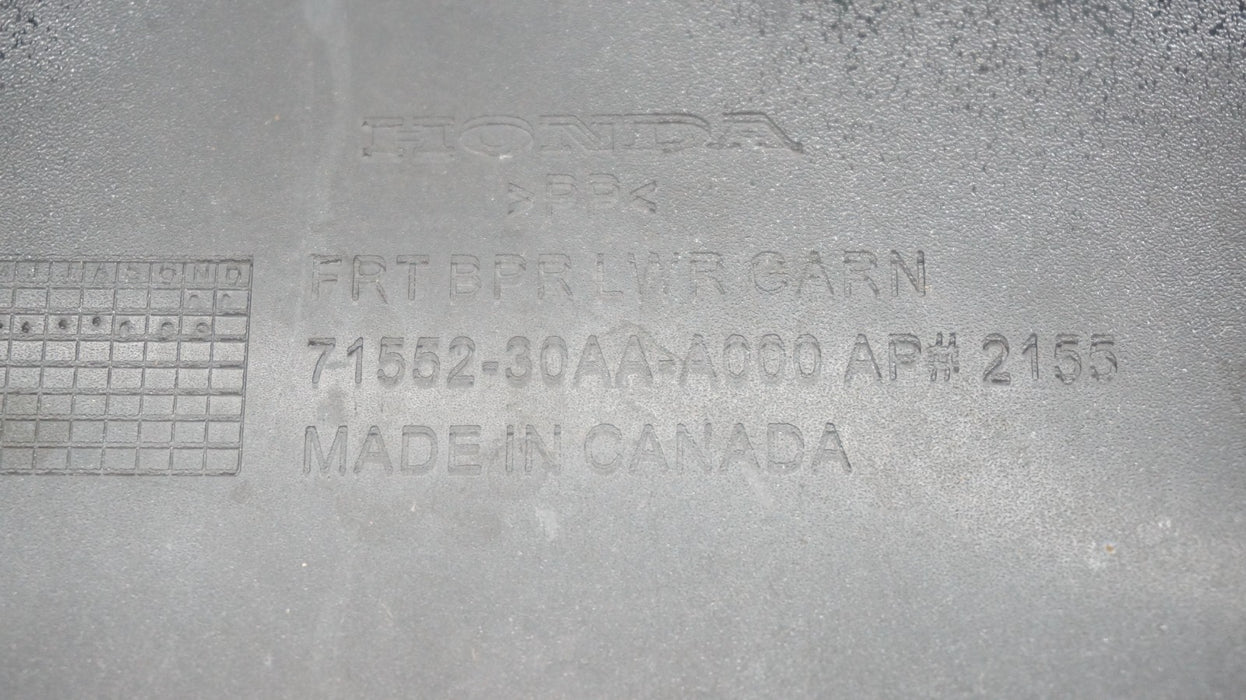 HONDA
>PP<
FRT BPR LWR GARN
71552-30AA-A000 AP# 2155
MADE IN CANADA
J J A S O N D